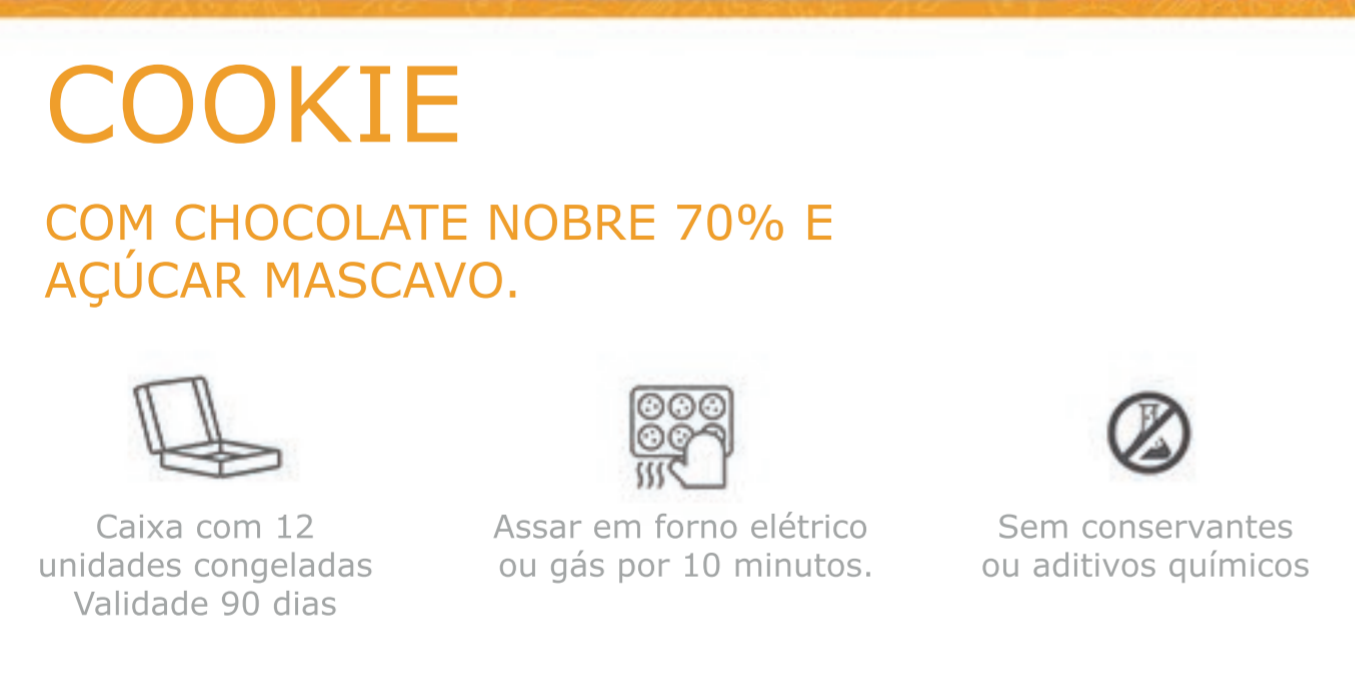 COOKIE
COM CHOCOLATE NOBRE 70% E
AÇÚCAR MASCAVO.
Caixa com 12
unidades congeladas
Validade 90 dias
Assar em forno elétrico
ou gás por 10 minutos.
Sem conservantes
ou aditivos químicos